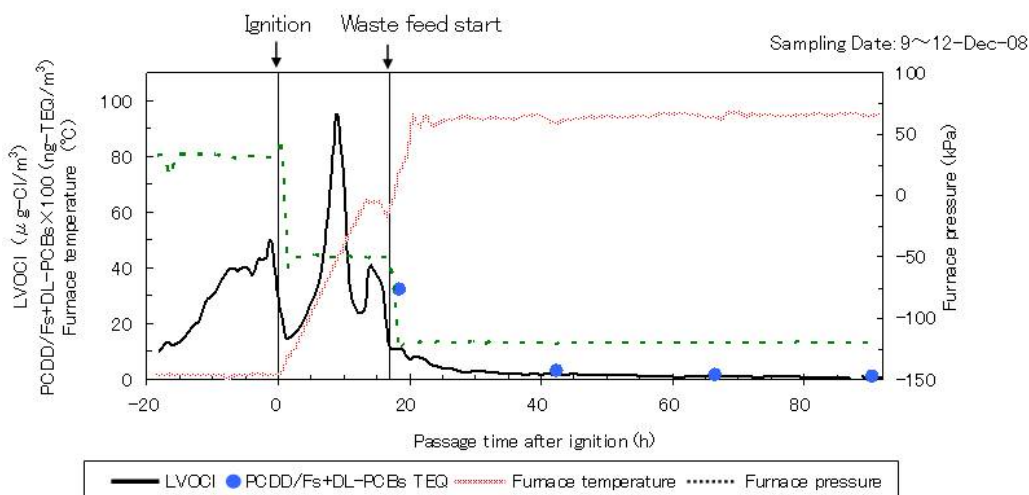 Ignition
Waste feed start
Sampling Date: 9～12-Dec-08
LVOCl (μg-Cl/m³)
PCDD/Fs+DL-PCBs×100 (ng-TEQ/m³)
Furnace temperature (°C)
100
80
60
40
20
0
100
50
0
-50
-100
-150
Furnace pressure (kPa)
-20
0
20
40
60
80
Passage time after ignition (h)
LVOCl
PCDD/Fs+DL-PCBs TEQ
Furnace temperature
Furnace pressure